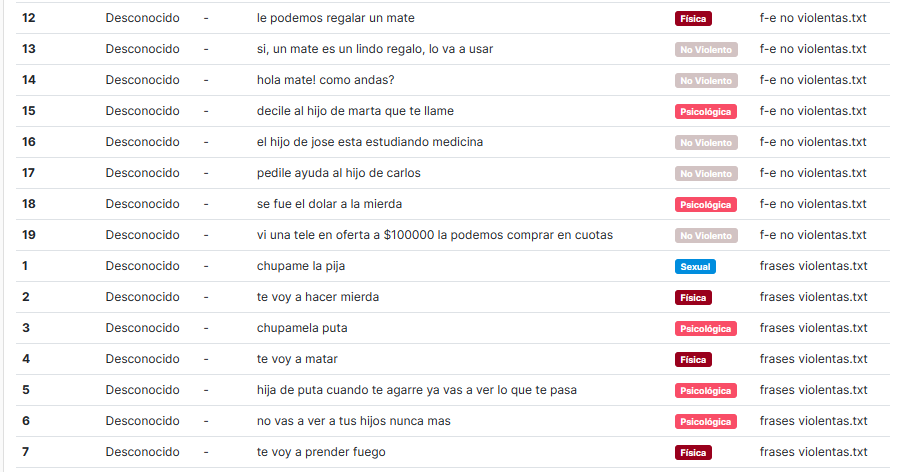 12 Desconocido - le podemos regalar un mate Física f-e no violentas.txt
13 Desconocido - si, un mate es un lindo regalo, lo va a usar No Violento f-e no violentas.txt
14 Desconocido - hola mate! como andas? No Violento f-e no violentas.txt
15 Desconocido - decile al hijo de marta que te llame Psicológica f-e no violentas.txt
16 Desconocido - el hijo de jose esta estudiando medicina No Violento f-e no violentas.txt
17 Desconocido - pedile ayuda al hijo de carlos No Violento f-e no violentas.txt
18 Desconocido - se fue el dolar a la mierda Psicológica f-e no violentas.txt
19 Desconocido - vi una tele en oferta a $100000 la podemos comprar en cuotas No Violento f-e no violentas.txt
1 Desconocido - chupame la pija Sexual frases violentas.txt
2 Desconocido - te voy a hacer mierda Física frases violentas.txt
3 Desconocido - chupamela puta Psicológica frases violentas.txt
4 Desconocido - te voy a matar Física frases violentas.txt
5 Desconocido - hija de puta cuando te agarre ya vas a ver lo que te pasa Psicológica frases violentas.txt
6 Desconocido - no vas a ver a tus hijos nunca mas Psicológica frases violentas.txt
7 Desconocido - te voy a prender fuego Física frases violentas.txt